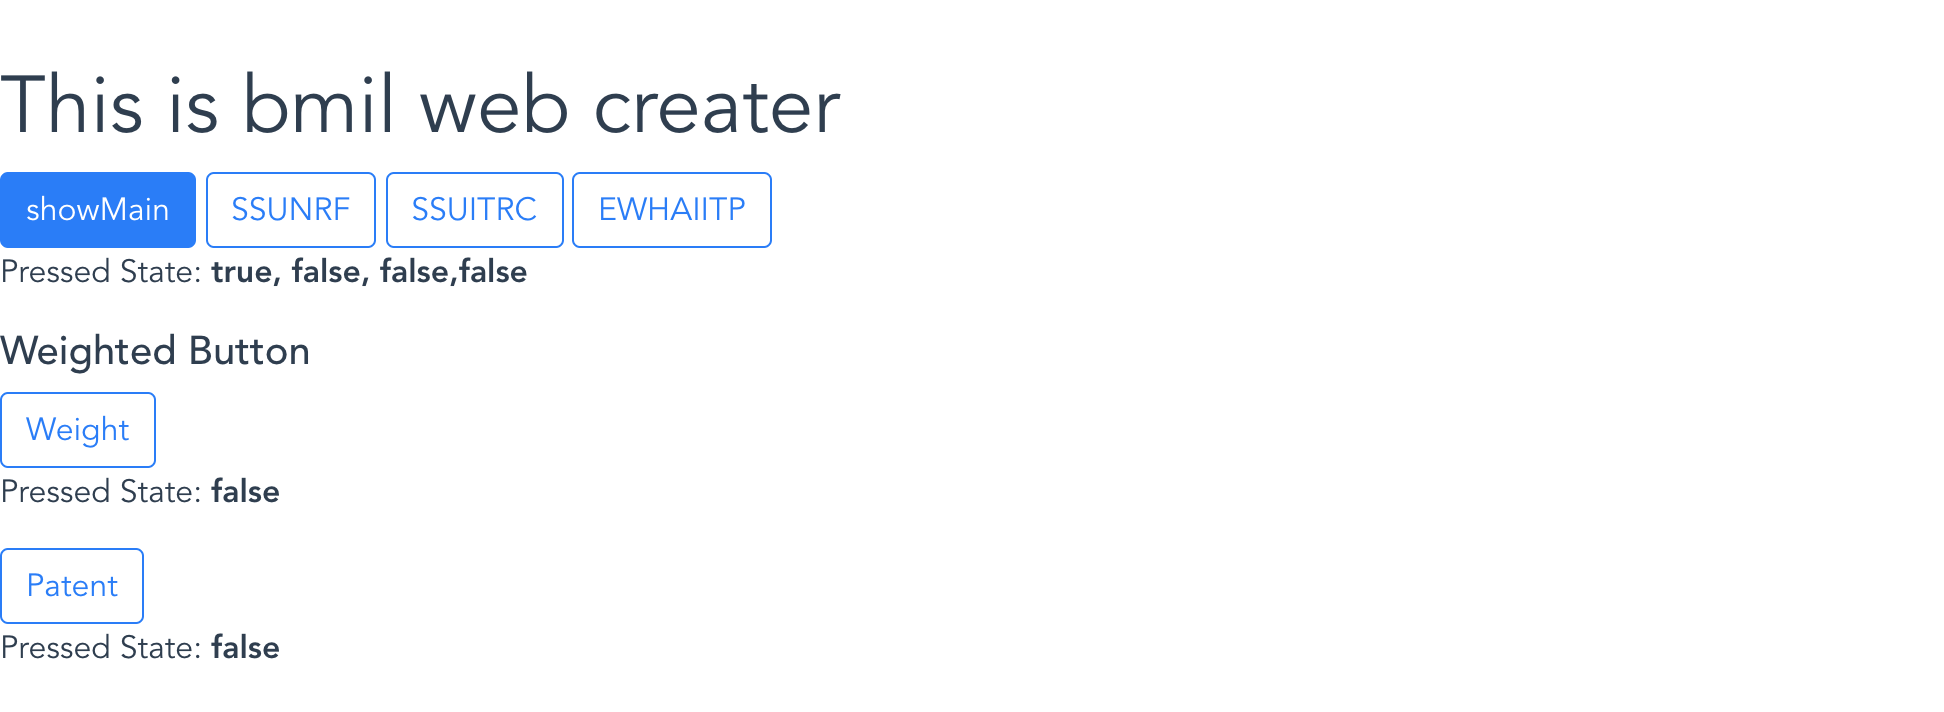 This is bmil web creater
showMain SSUNRF SSUITRC EWHAIITP
Pressed State: true, false, false,false
Weighted Button
Weight
Pressed State: false
Patent
Pressed State: false